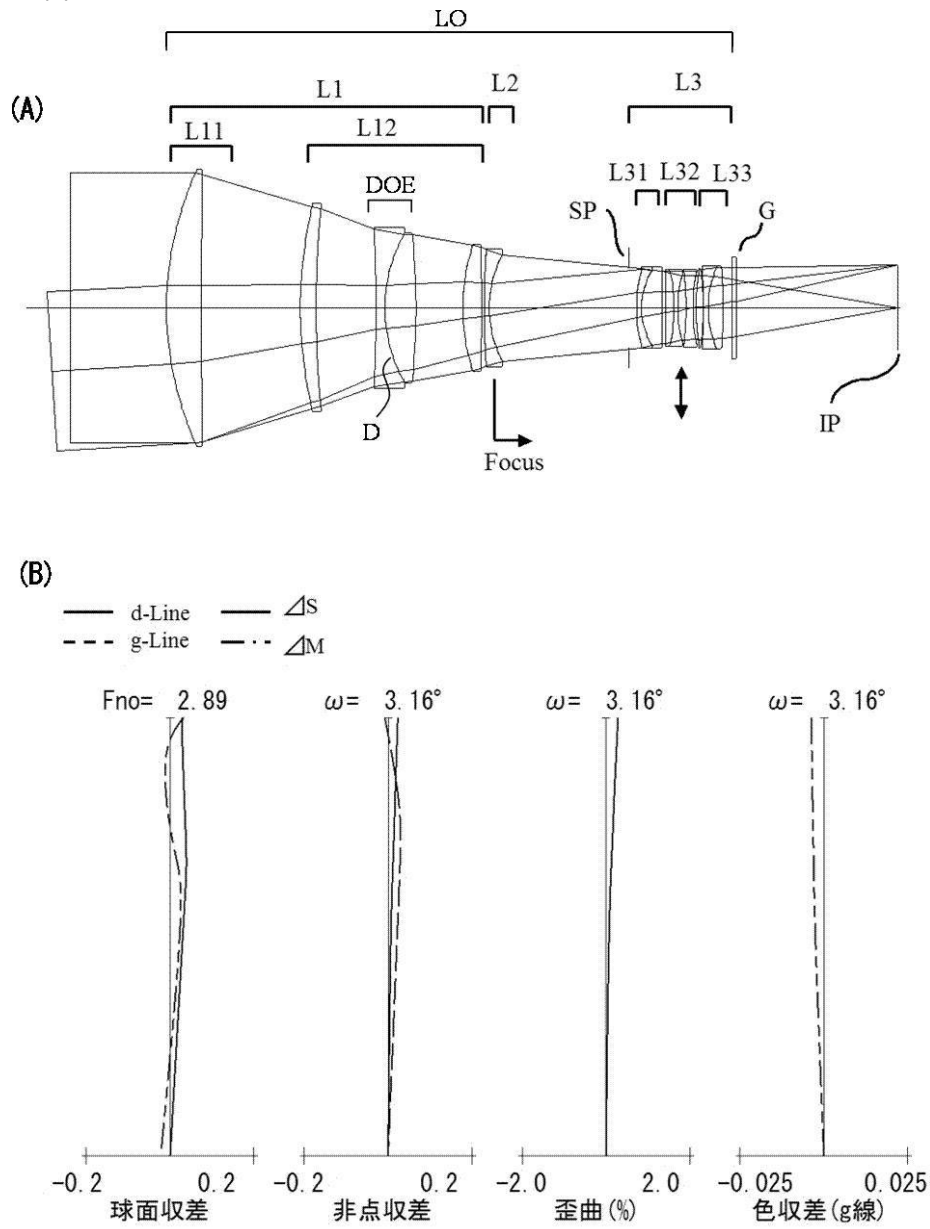 LO
(A)
L1 L2 L3
L11 L12
DOE
L31 L32 L33
SP G
D
Focus
IP
(B)
d-Line ⊿S
g-Line ⊿M
Fno= 2.89 ω= 3.16° ω= 3.16° ω= 3.16°
-0.2 0.2 -0.2 0.2 -2.0 2.0 -0.025 0.025
球面収差 非点収差 歪曲(%) 色収差(g線)